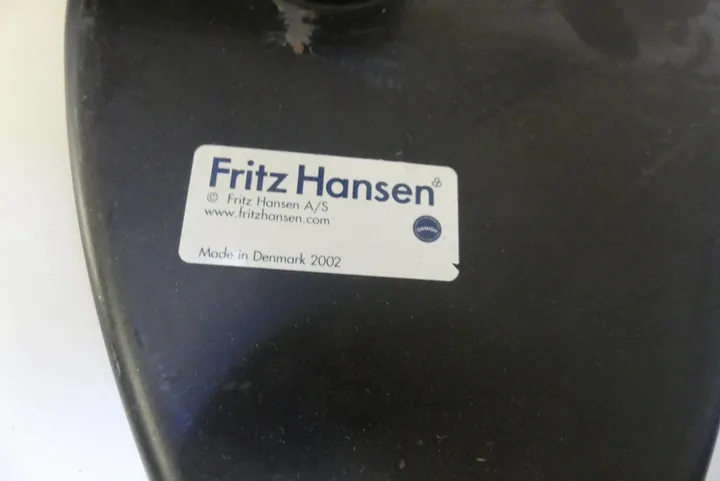 Fritz Hansen
© Fritz Hansen A/S
www.fritzhansen.com
Made in Denmark 2002